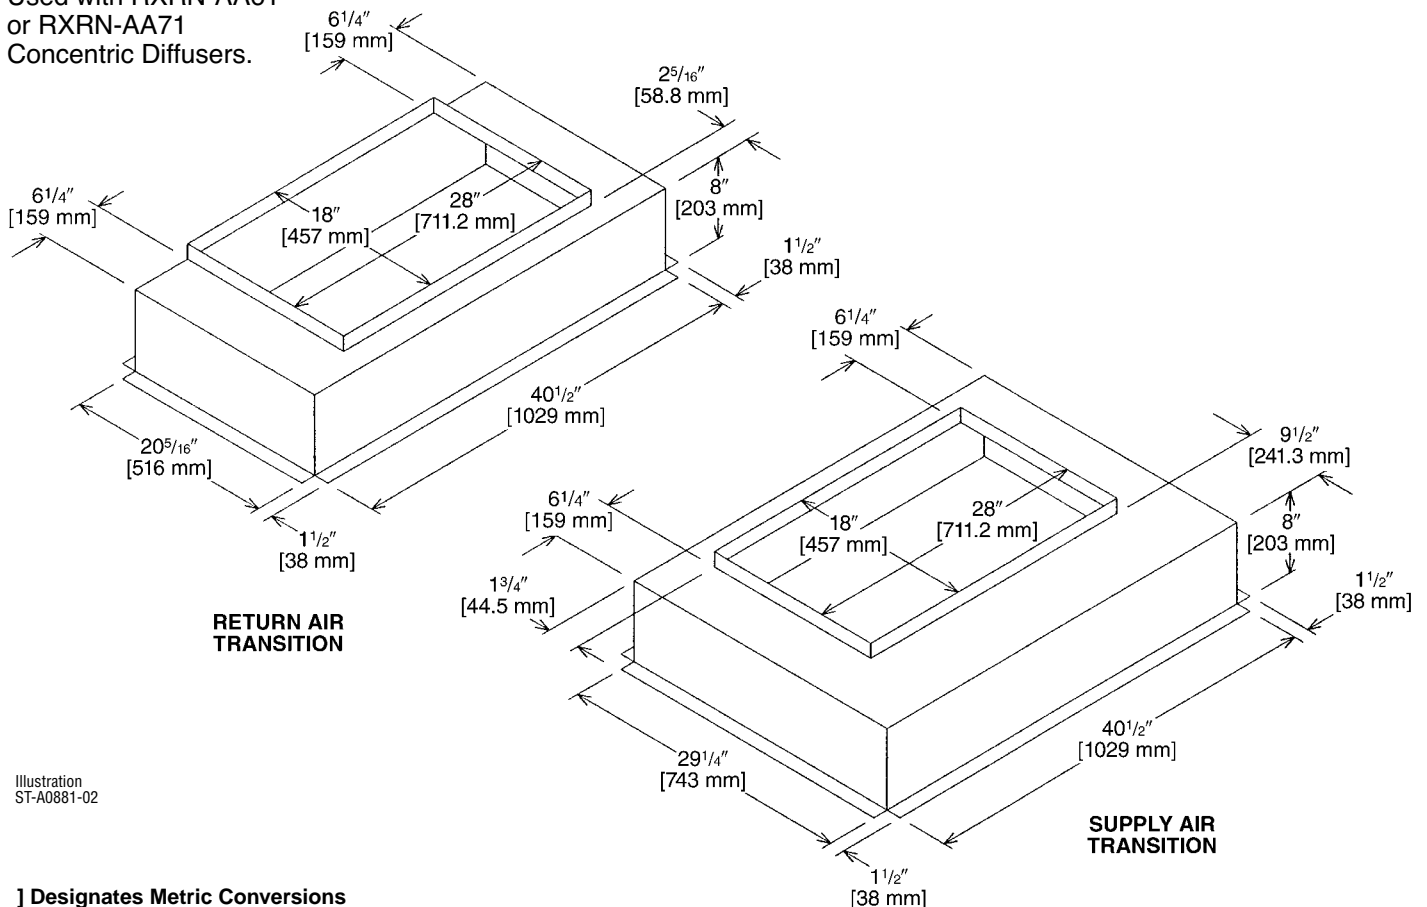 Used with RXRN-AA61
or RXRN-AA71
Concentric Diffusers.
6 1/4″
[159 mm]
2 5/16″
[58.8 mm]
6 1/4″
[159 mm]
18″
[457 mm]
28″
[711.2 mm]
8″
[203 mm]
1 1/2″
[38 mm]
40 1/2″
[1029 mm]
20 5/16″
[516 mm]
1 1/2″
[38 mm]
RETURN AIR
TRANSITION
6 1/4″
[159 mm]
9 1/2″
[241.3 mm]
6 1/4″
[159 mm]
18″
[457 mm]
28″
[711.2 mm]
8″
[203 mm]
1 3/4″
[44.5 mm]
1 1/2″
[38 mm]
40 1/2″
[1029 mm]
29 1/4″
[743 mm]
1 1/2″
[38 mm]
SUPPLY AIR
TRANSITION
Illustration
ST-A0881-02
] Designates Metric Conversions